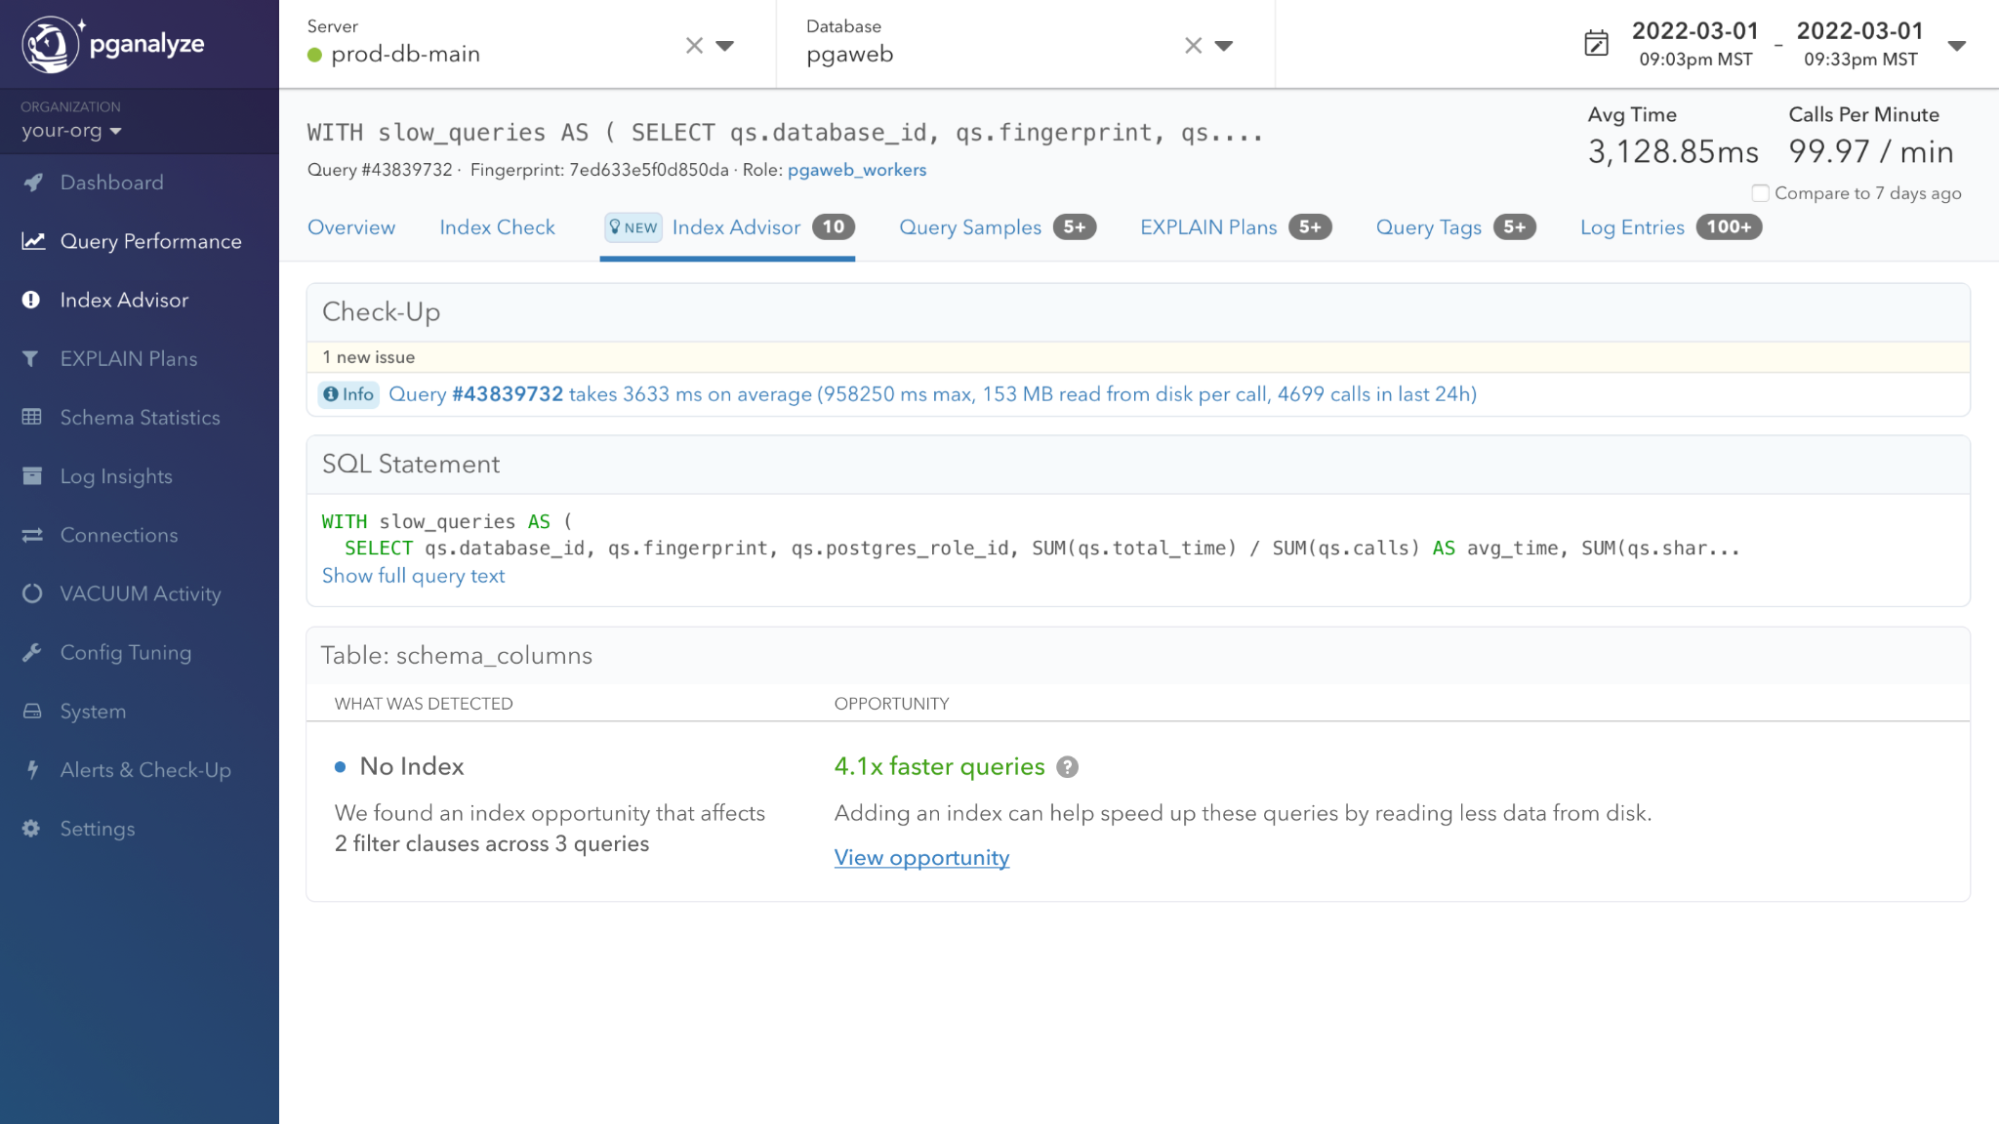 pganalyze
Server
prod-db-main
Database
pgaweb
2022-03-01
09:03pm MST
–
2022-03-01
09:33pm MST
ORGANIZATION
your-org
Dashboard
Query Performance
Index Advisor
EXPLAIN Plans
Schema Statistics
Log Insights
Connections
VACUUM Activity
Config Tuning
System
Alerts & Check-Up
Settings
WITH slow_queries AS ( SELECT qs.database_id, qs.fingerprint, qs....
Query #43839732 · Fingerprint: 7ed633e5f0d850da · Role: pgaweb_workers
Avg Time
3,128.85ms
Calls Per Minute
99.97 / min
Compare to 7 days ago
Overview Index Check NEW Index Advisor 10 Query Samples 5+ EXPLAIN Plans 5+ Query Tags 5+ Log Entries 100+
Check-Up
1 new issue
Info Query #43839732 takes 3633 ms on average (958250 ms max, 153 MB read from disk per call, 4699 calls in last 24h)
SQL Statement
WITH slow_queries AS (
SELECT qs.database_id, qs.fingerprint, qs.postgres_role_id, SUM(qs.total_time) / SUM(qs.calls) AS avg_time, SUM(qs.shar...
Show full query text
Table: schema_columns
WHAT WAS DETECTED
OPPORTUNITY
No Index
We found an index opportunity that affects
2 filter clauses across 3 queries
4.1x faster queries ?
Adding an index can help speed up these queries by reading less data from disk.
View opportunity